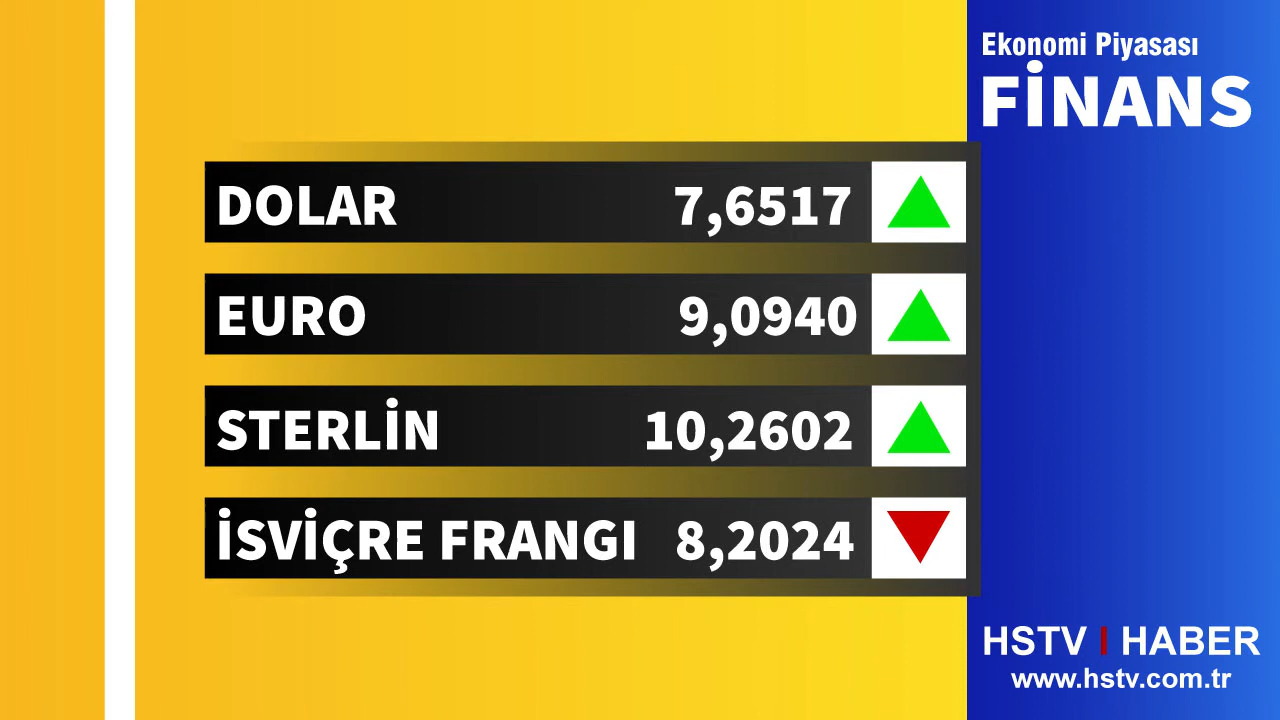 Ekonomi Piyasası
FİNANS
DOLAR 7,6517
EURO 9,0940
STERLİN 10,2602
İSVİÇRE FRANGI 8,2024
HSTV | HABER
www.hstv.com.tr